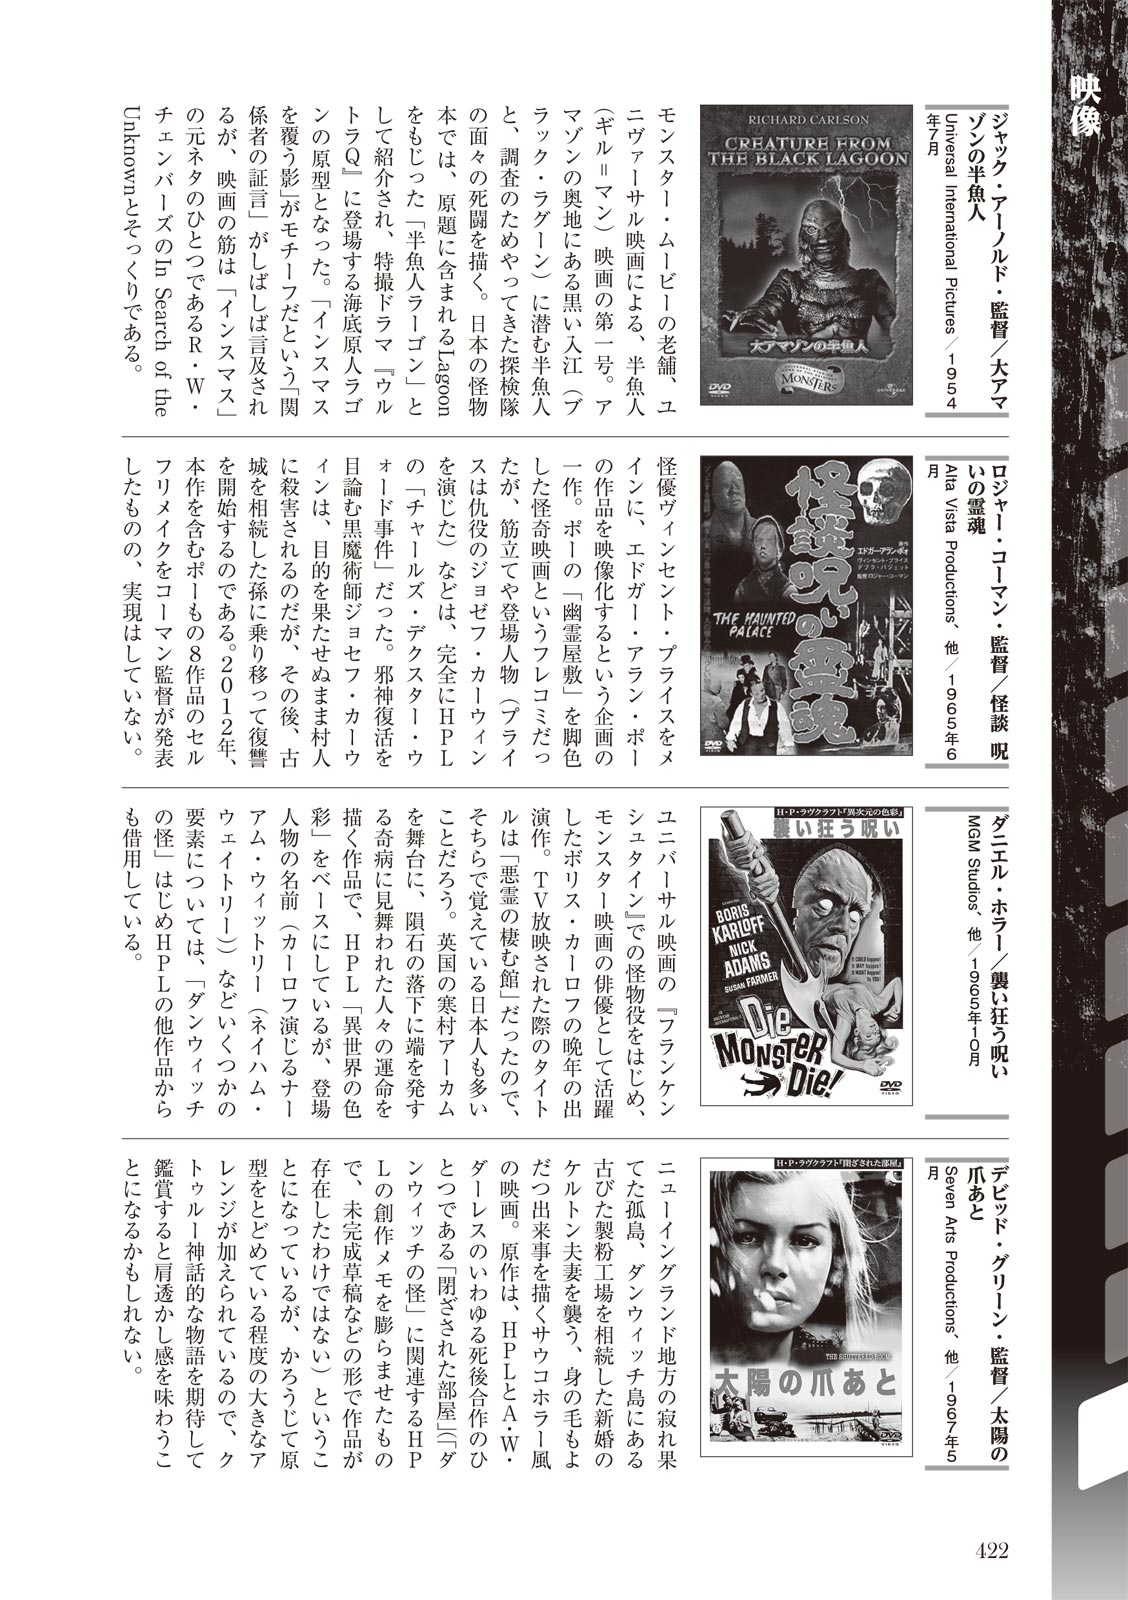 映像
ジャック・アーノルド・監督／大アマ
ゾンの半魚人
Universal International Pictures／1954
年7月
RICHARD CARLSON
CREATURE FROM
THE BLACK LAGOON
大アマゾンの半魚人
MONSTERS
DVD
VIDEO
UNIVERSAL
モンスター・ムービーの老舗、ユ
ニヴァーサル映画による、半魚人
（ギル＝マン）映画の第一号。ア
マゾンの奥地にある黒い入江（ブ
ラック・ラグーン）に潜む半魚人
と、調査のためやってきた探検隊
の面々の死闘を描く。日本の怪物
本では、原題に含まれるLagoon
をもじった「半魚人ラーゴン」と
して紹介され、特撮ドラマ『ウル
トラQ』に登場する海底原人ラゴ
ンの原型となった。「インスマス
を覆う影」がモチーフだという「関
係者の証言」がしばしば言及され
るが、映画の筋は「インスマス」
の元ネタのひとつであるR・W・
チェンバーズのIn Search of the
Unknownとそっくりである。
ロジャー・コーマン・監督／怪談 呪
いの霊魂
Alta Vista Productions、他／1965年6
月
怪談呪いの霊魂
原作
エドガー・アラン・ポォ
ヴィンセント・プライス
デブラ・パジェット
監督 ロジャー・コーマン
THE HAUNTED
PALACE
DVD
VIDEO
怪優ヴィンセント・プライスをメ
インに、エドガー・アラン・ポー
の作品を映像化するという企画の
一作。ポーの「幽霊屋敷」を脚色
した怪奇映画というフレコミだっ
たが、筋立てや登場人物（プライ
スは仇役のジョゼフ・カーウィン
を演じた）などは、完全にHPL
の「チャールズ・デクスター・ウ
ォード事件」だった。邪神復活を
目論む黒魔術師ジョセフ・カーウ
ィンは、目的を果たせぬまま村人
に殺害されるのだが、その後、古
城を相続した孫に乗り移って復讐
を開始するのである。2012年、
本作を含むポーもの8作品のセル
フリメイクをコーマン監督が発表
したものの、実現はしていない。
ダニエル・ホラー／襲い狂う呪い
MGM Studios、他／1965年10月
H・P・ラヴクラフト『異次元の色彩』
襲い狂う呪い
STARRING
BORIS
KARLOFF
NICK
ADAMS
SUSAN FARMER
IT COULD happen!
IT MAY happen!
IT MIGHT happen
to YOU!
Die
MONSTER
Die!
DVD
VIDEO
ユニバーサル映画の『フランケン
シュタイン』での怪物役をはじめ、
モンスター映画の俳優として活躍
したボリス・カーロフの晩年の出
演作。TV放映された際のタイト
ルは「悪霊の棲む館」だったので、
そちらで覚えている日本人も多い
ことだろう。英国の寒村アーカム
を舞台に、隕石の落下に端を発す
る奇病に見舞われた人々の運命を
描く作品で、HPL「異世界の色
彩」をベースにしているが、登場
人物の名前（カーロフ演じるナー
アム・ウィットリー（ネイハム・
ウェイトリー）などいくつかの
要素については、「ダンウィッチ
の怪」はじめHPLの他作品から
も借用している。
デビッド・グリーン・監督／太陽の
爪あと
Seven Arts Productions、他／1967年5
月
H・P・ラヴクラフト『閉ざされた部屋』
THE SHUTTERED ROOM
太陽の爪あと
DVD
VIDEO
ニューイングランド地方の寂れ果
てた孤島、ダンウィッチ島にある
古びた製粉工場を相続した新婚の
ケルトン夫妻を襲う、身の毛もよ
だつ出来事を描くサウコホラー風
の映画。原作は、HPLとA・W・
ダーレスのいわゆる死後合作のひ
とつである「閉ざされた部屋」（「ダ
ンウィッチの怪」に関連するHP
Lの創作メモを膨らませたもの
で、未完成草稿などの形で作品が
存在したわけではない）というこ
とになっているが、かろうじて原
型をとどめている程度の大きなア
レンジが加えられているので、ク
トゥルー神話的な物語を期待して
鑑賞すると肩透かし感を味わうこ
とになるかもしれない。
422